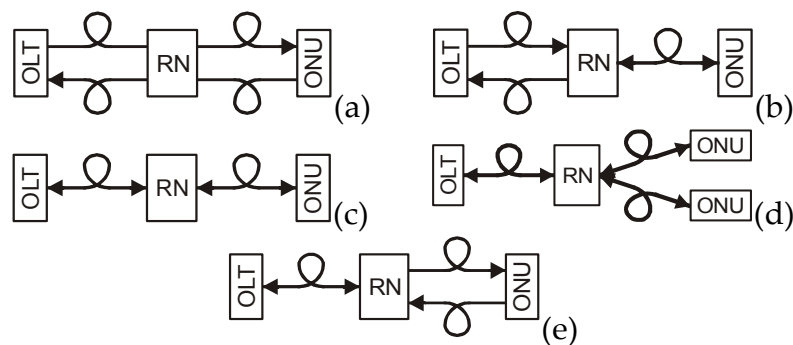 OLT RN ONU (a)
OLT RN ONU (b)
OLT RN ONU (c)
OLT RN ONU ONU (d)
OLT RN ONU (e)